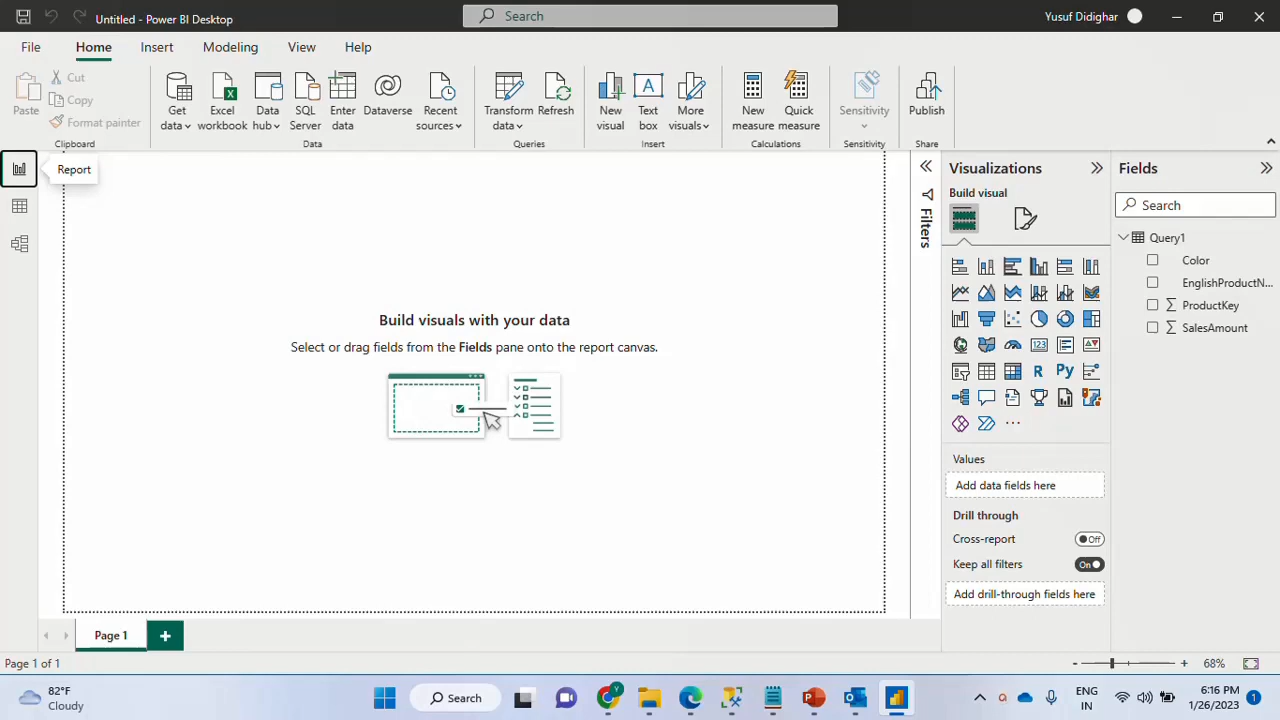 Untitled - Power BI Desktop
Search
Yusuf Didighar
File Home Insert Modeling View Help
Paste
Cut
Copy
Format painter
Clipboard
Get data
Excel workbook
Data hub
SQL Server
Enter data
Dataverse
Recent sources
Data
Transform data
Refresh
Queries
New visual
Text box
More visuals
Insert
New measure
Quick measure
Calculations
Sensitivity
Sensitivity
Publish
Share
Report
Build visuals with your data
Select or drag fields from the Fields pane onto the report canvas.
Filters
Visualizations
Build visual
R
Py
123
Values
Add data fields here
Drill through
Cross-report
Off
Keep all filters
On
Add drill-through fields here
Fields
Search
Query1
Color
EnglishProductN...
ProductKey
SalesAmount
Page 1
Page 1 of 1
68%
82°F
Cloudy
Search
ENG
IN
6:16 PM
1/26/2023
1